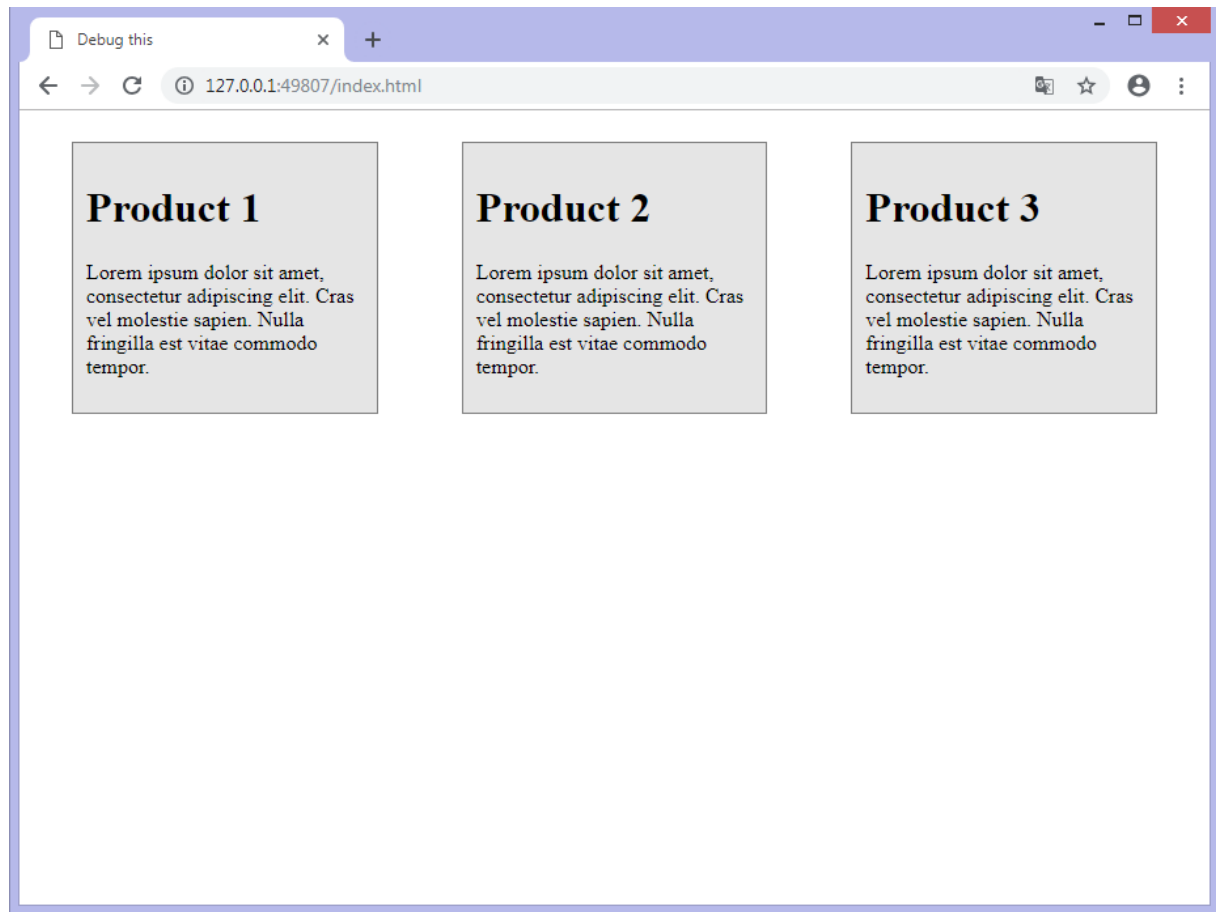 Debug this
127.0.0.1:49807/index.html
Product 1
Lorem ipsum dolor sit amet,
consectetur adipiscing elit. Cras
vel molestie sapien. Nulla
fringilla est vitae commodo
tempor.
Product 2
Lorem ipsum dolor sit amet,
consectetur adipiscing elit. Cras
vel molestie sapien. Nulla
fringilla est vitae commodo
tempor.
Product 3
Lorem ipsum dolor sit amet,
consectetur adipiscing elit. Cras
vel molestie sapien. Nulla
fringilla est vitae commodo
tempor.